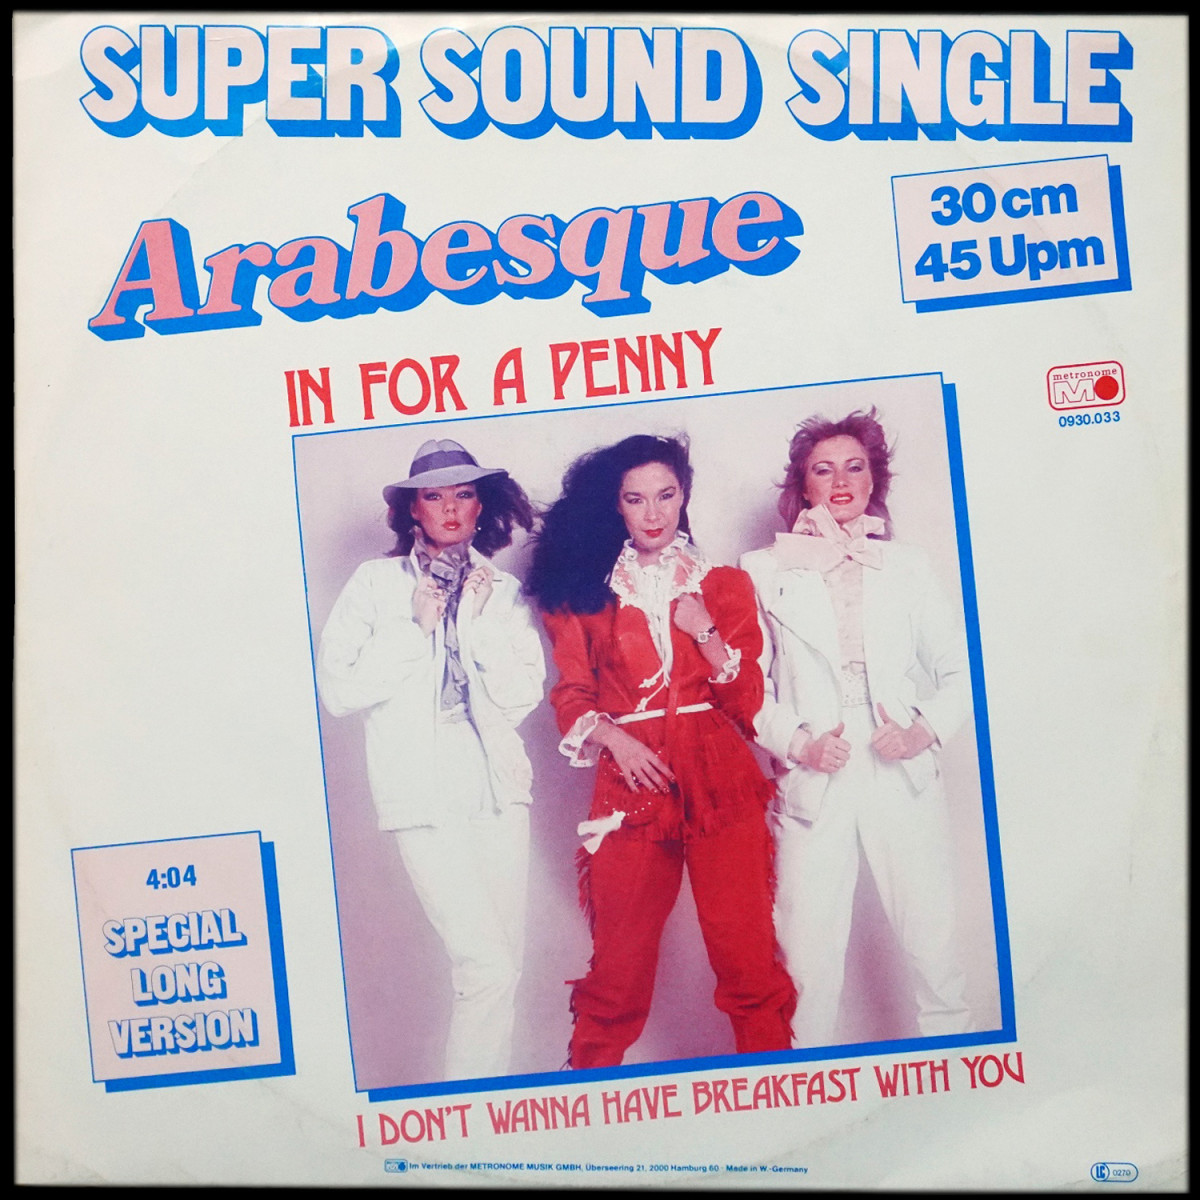 SUPER SOUND SINGLE
Arabesque
30 cm
45 Upm
IN FOR A PENNY
metronome
M
0930.033
4:04
SPECIAL
LONG
VERSION
I DON'T WANNA HAVE BREAKFAST WITH YOU
Im Vertrieb der METRONOME MUSIK GMBH, Überseering 21, 2000 Hamburg 60 · Made in W.-Germany
LC 0270